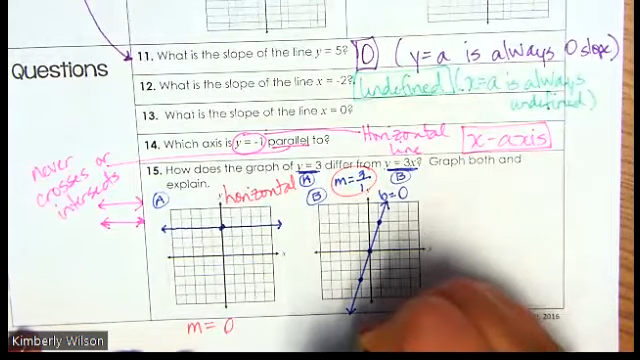 11. What is the slope of the line y = 5? 0 (y=a is always 0 slope)
Questions
12. What is the slope of the line x = -2? undefined (x=a is always
undefined)
13. What is the slope of the line x = 0?
14. Which axis is y = -1 parallel to? Horizontal
line
x-axis
never
crosses or
intersects
15. How does the graph of y = 3 differ from y = 3x? Graph both and
explain.
A
B
A horizontal
B m=3/1
b=0
x
m= 0
2016
Kimberly Wilson